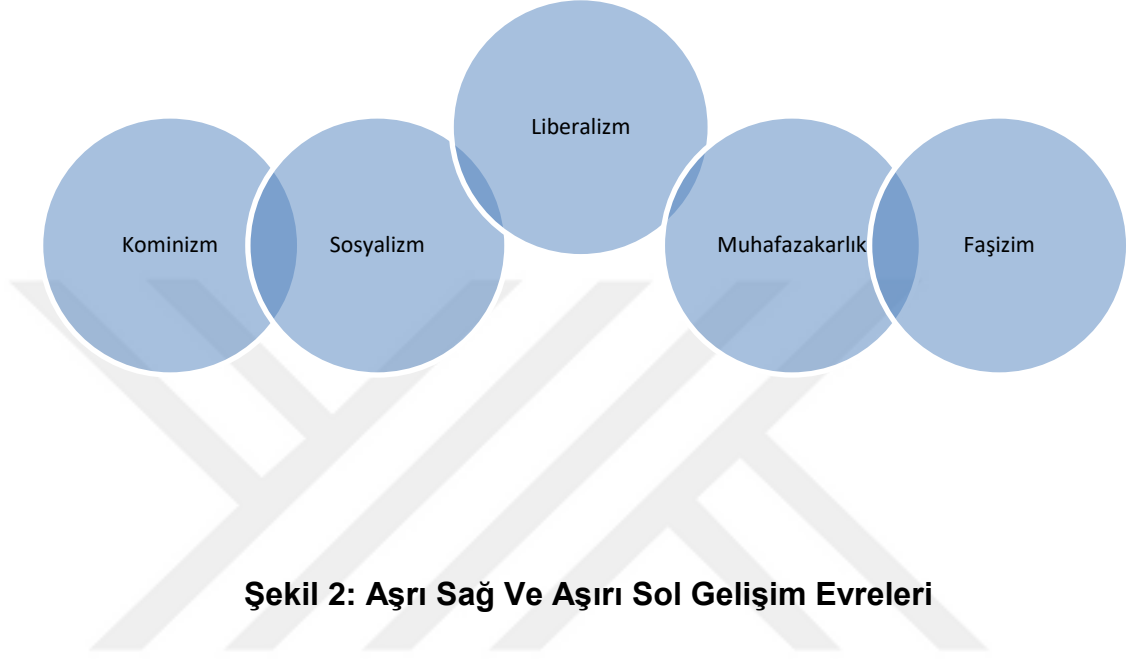 Liberalizm
Kominizm
Sosyalizm
Muhafazakarlık
Faşizim
Şekil 2: Aşrı Sağ Ve Aşırı Sol Gelişim Evreleri